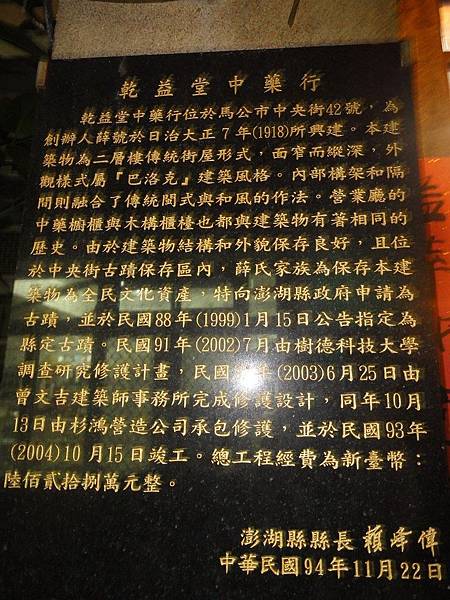 乾益堂中藥行
乾益堂中藥行位於馬公市中央街42號，為
創辦人薛號於日治大正7年(1918)所興建。本建
築物為二層樓傳統街屋形式，面窄而縱深，外
觀樣式屬『巴洛克』建築風格。內部構架和隔
間則融合了傳統閩式與和風的作法。營業廳的
中藥櫥櫃與木構櫃檯也都與建築物有著相同的
歷史。由於建築物結構和外貌保存良好，且位
於中央街古蹟保存區內，薛氏家族為保存本建
築物為全民文化資產，特向澎湖縣政府申請為
古蹟，並於民國88年(1999)1月15日公告指定為
縣定古蹟。民國91年(2002)7月由樹德科技大學
調查研究修護計畫，民國 年(2003)6月25日由
曾文吉建築師事務所完成修護設計，同年10月
13日由杉鴻營造公司承包修護，並於民國93年
(2004)10月15日竣工。總工程經費為新臺幣：
陸佰貳拾捌萬元整。
澎湖縣縣長 賴峰偉
中華民國94年11月22日